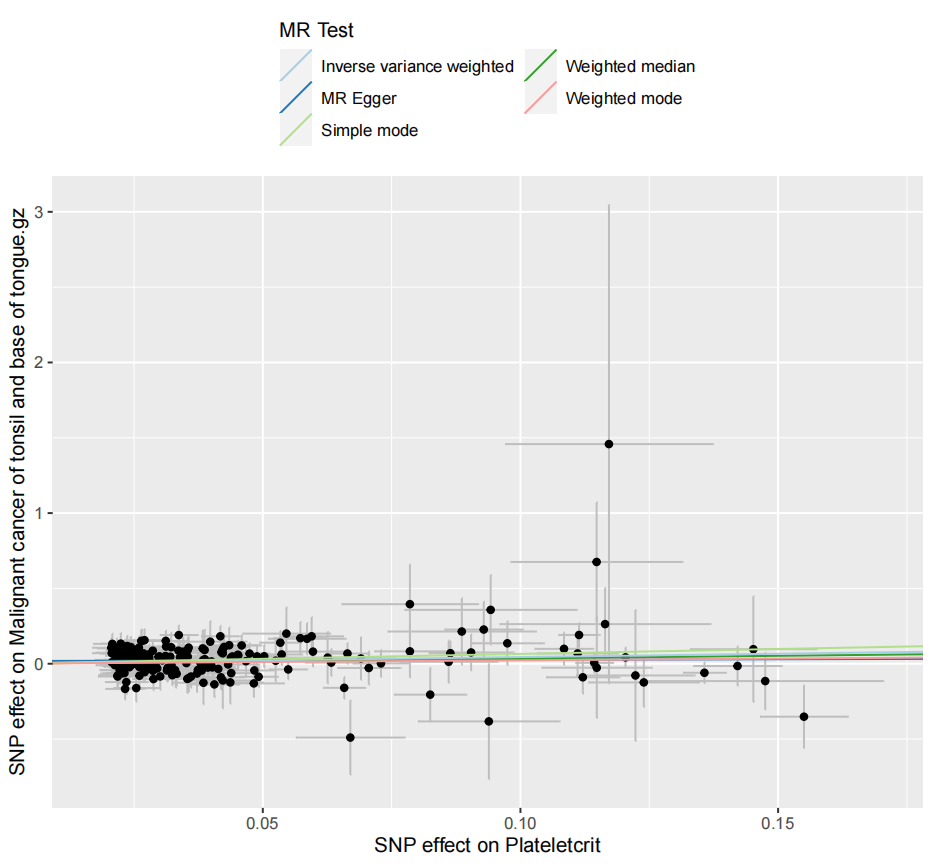 MR Test
Inverse variance weighted
Weighted median
MR Egger
Weighted mode
Simple mode
SNP effect on Malignant cancer of tonsil and base of tongue.gz
3
2
1
0
0.05
0.10
0.15
SNP effect on Plateletcrit